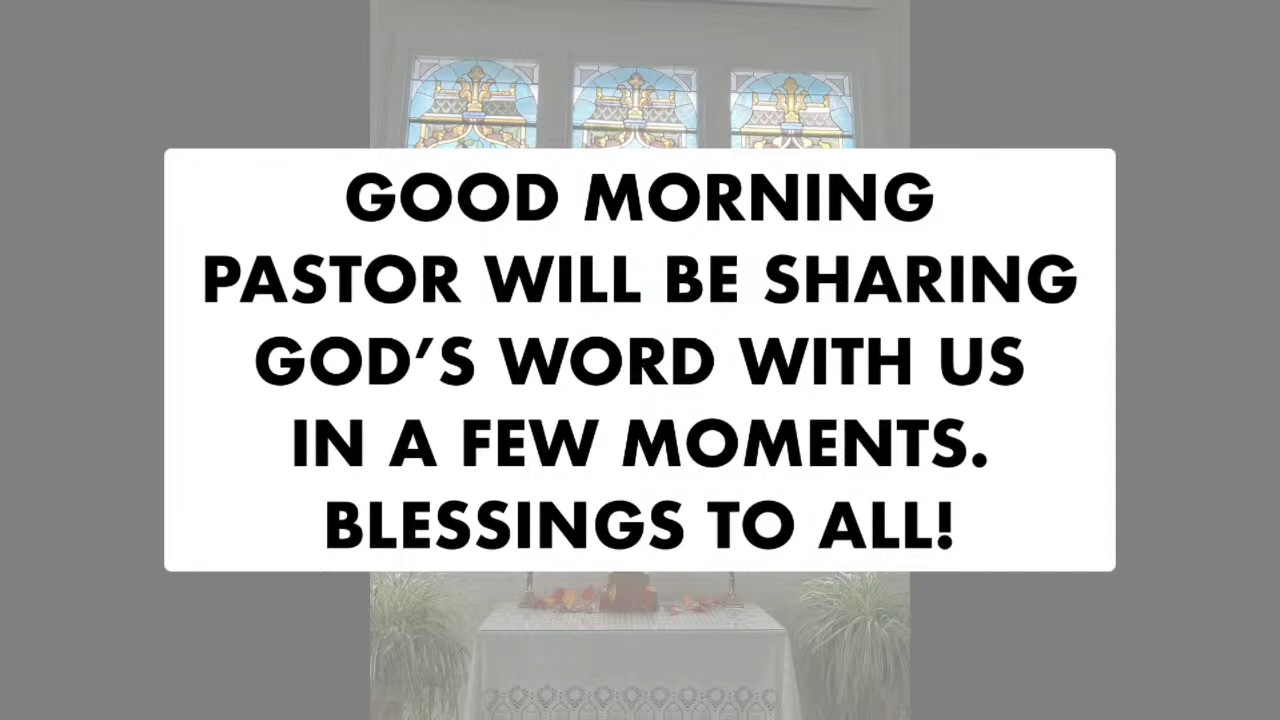 GOOD MORNING
PASTOR WILL BE SHARING
GOD’S WORD WITH US
IN A FEW MOMENTS.
BLESSINGS TO ALL!